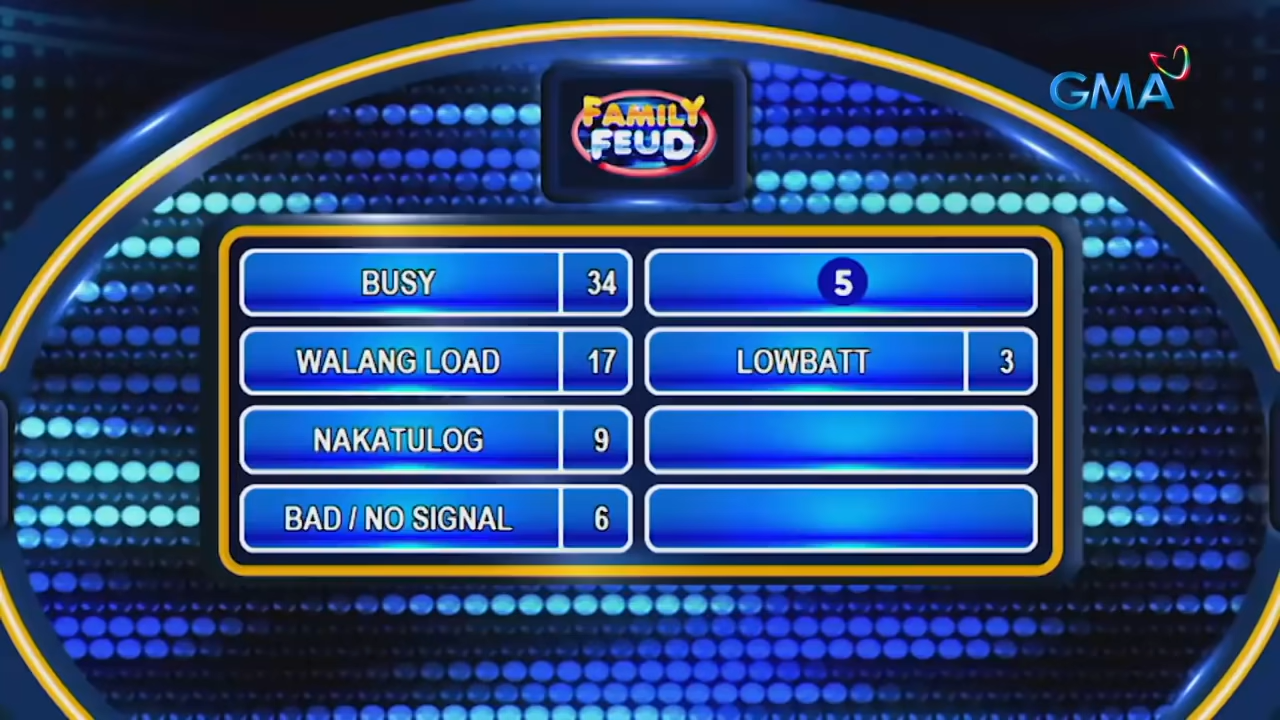 GMA
FAMILY
FEUD
BUSY 34
WALANG LOAD 17
NAKATULOG 9
BAD / NO SIGNAL 6
5
LOWBATT 3